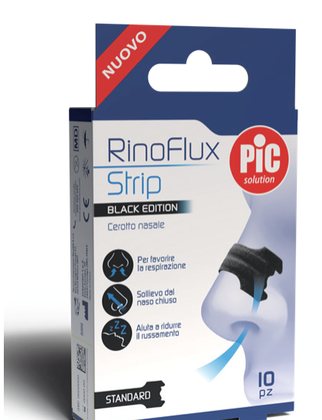 NUOVO
RinoFlux
Strip
BLACK EDITION
Cerotto nasale
PiC
solution
Per favorire
la respirazione
Sollievo dal
naso chiuso
Aiuta a ridurre
il russamento
STANDARD
10
pz
MD